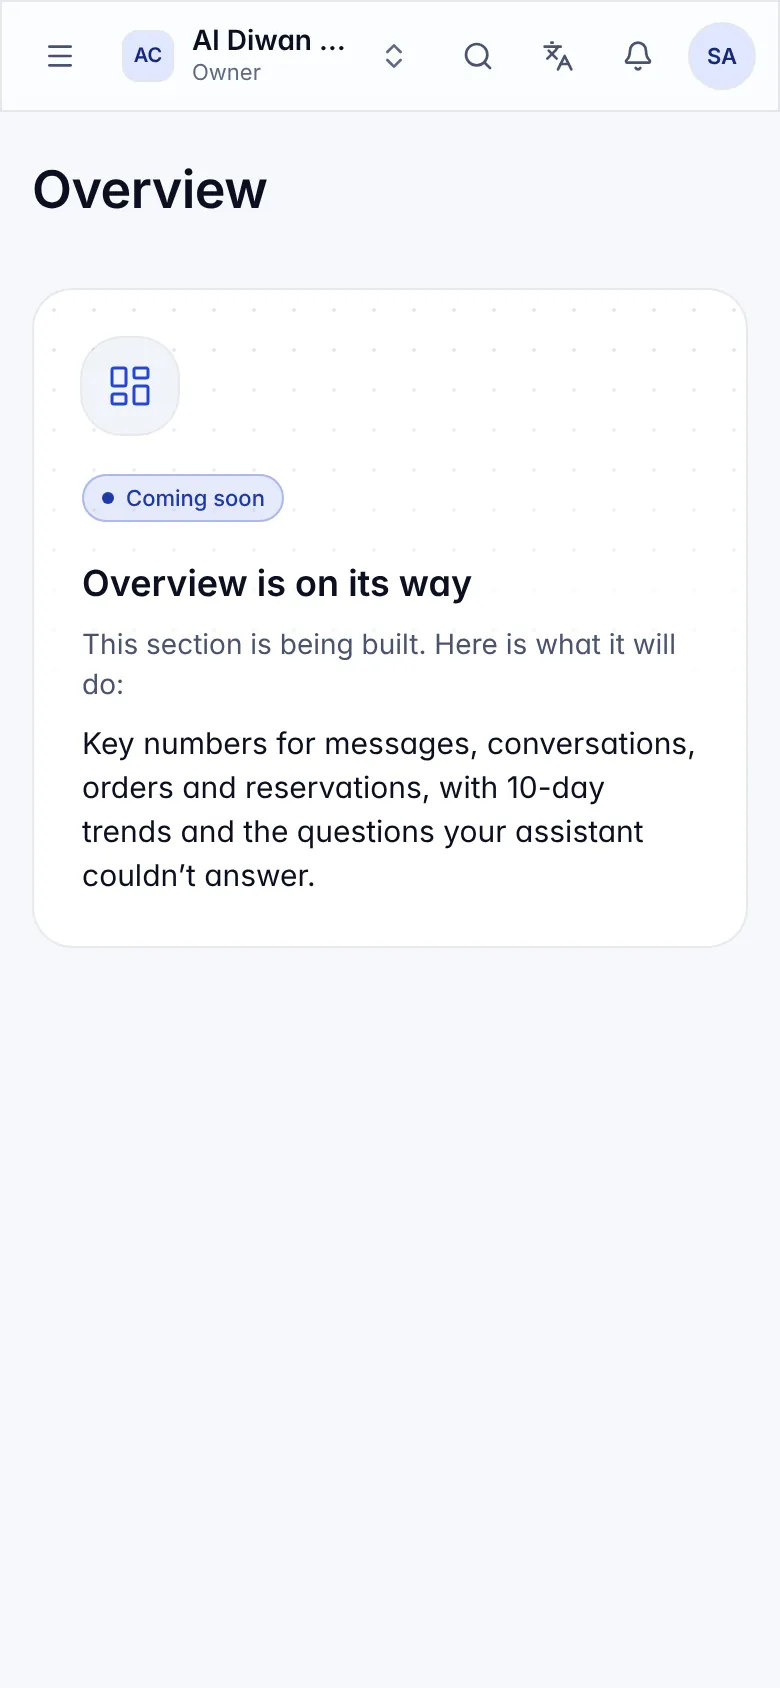 AC
Al Diwan ...
Owner
SA
Overview
Coming soon
Overview is on its way
This section is being built. Here is what it will
do:
Key numbers for messages, conversations,
orders and reservations, with 10-day
trends and the questions your assistant
couldn’t answer.